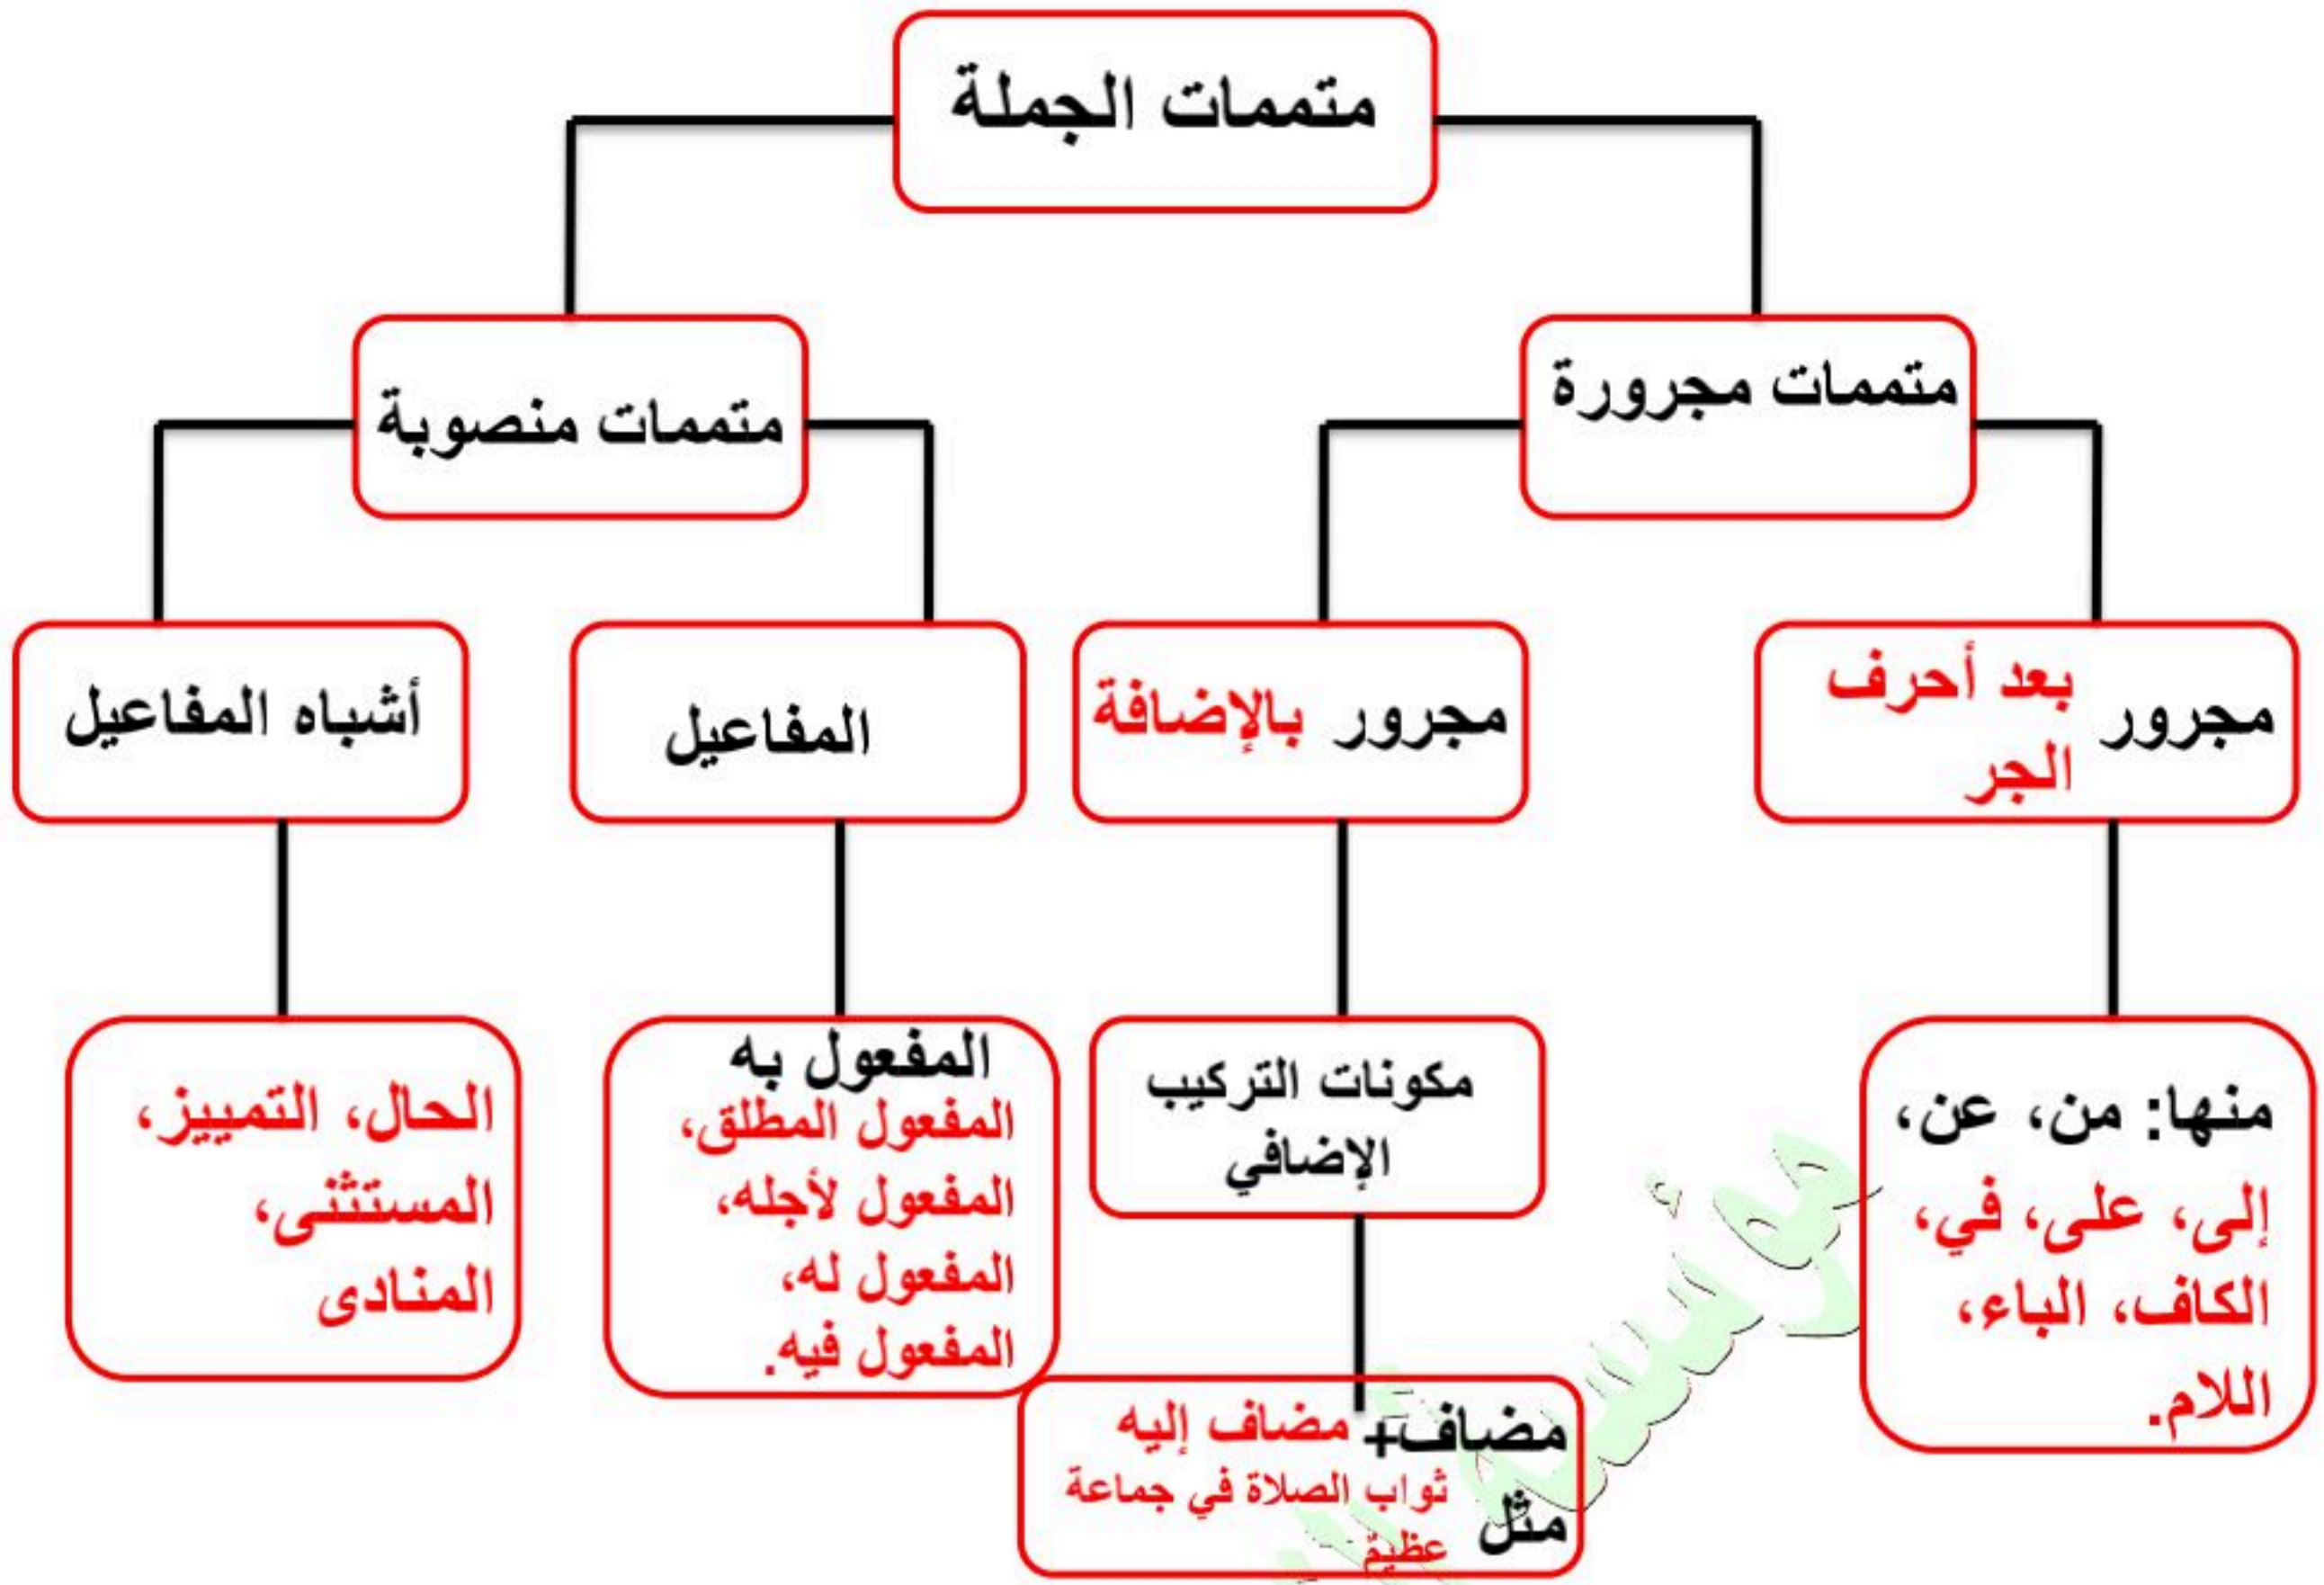 متممات الجملة
متممات مجرورة
متممات منصوبة
مجرور بعد أحرف
الجر
مجرور بالإضافة
المفاعيل
أشباه المفاعيل
منها: من، عن،
إلى، على، في،
الكاف، الباء،
اللام.
مكونات التركيب
الإضافي
مضاف+ مضاف إليه
مثل ثواب الصلاة في جماعة
عظيمٌ
المفعول به
المفعول المطلق،
المفعول لأجله،
المفعول له،
المفعول فيه.
الحال، التمييز،
المستثنى،
المنادى